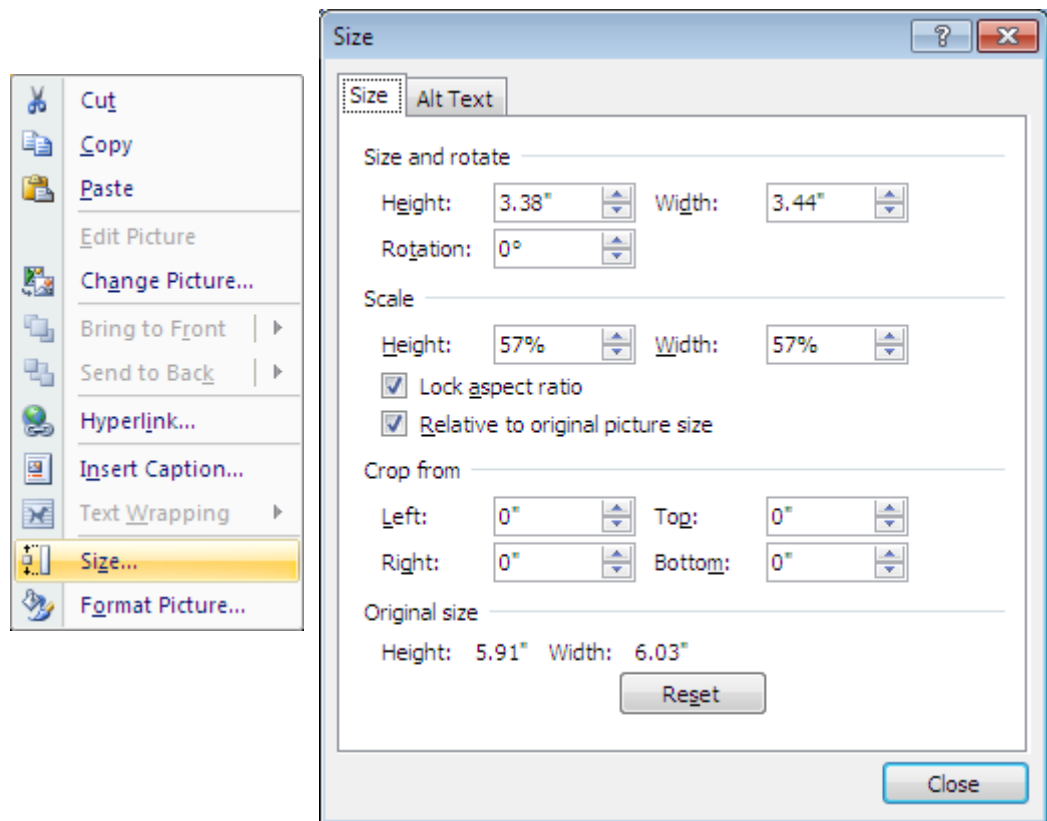 Cut
Copy
Paste
Edit Picture
Change Picture...
Bring to Front
Send to Back
Hyperlink...
Insert Caption...
Text Wrapping
Size...
Format Picture...
Size
?
Size Alt Text
Size and rotate
Height: 3.38" Width: 3.44"
Rotation: 0°
Scale
Height: 57% Width: 57%
Lock aspect ratio
Relative to original picture size
Crop from
Left: 0" Top: 0"
Right: 0" Bottom: 0"
Original size
Height: 5.91" Width: 6.03"
Reset
Close